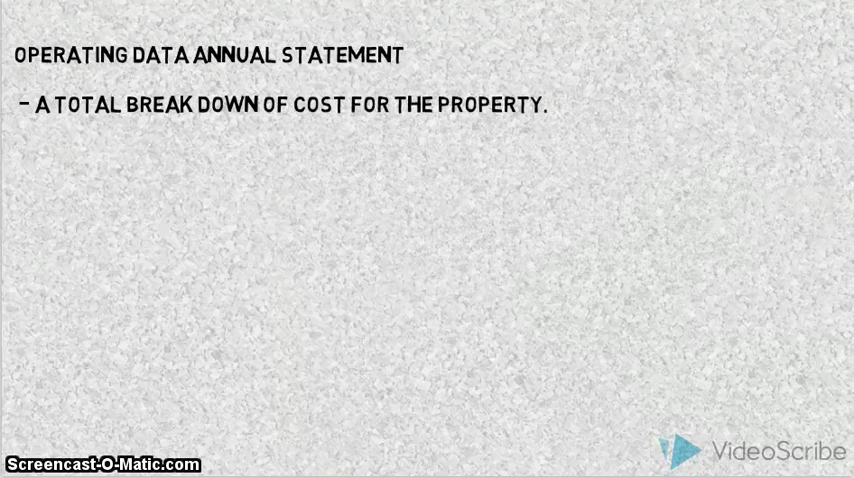 OPERATING DATA ANNUAL STATEMENT
- A TOTAL BREAK DOWN OF COST FOR THE PROPERTY.
VideoScribe
Screencast-O-Matic.com